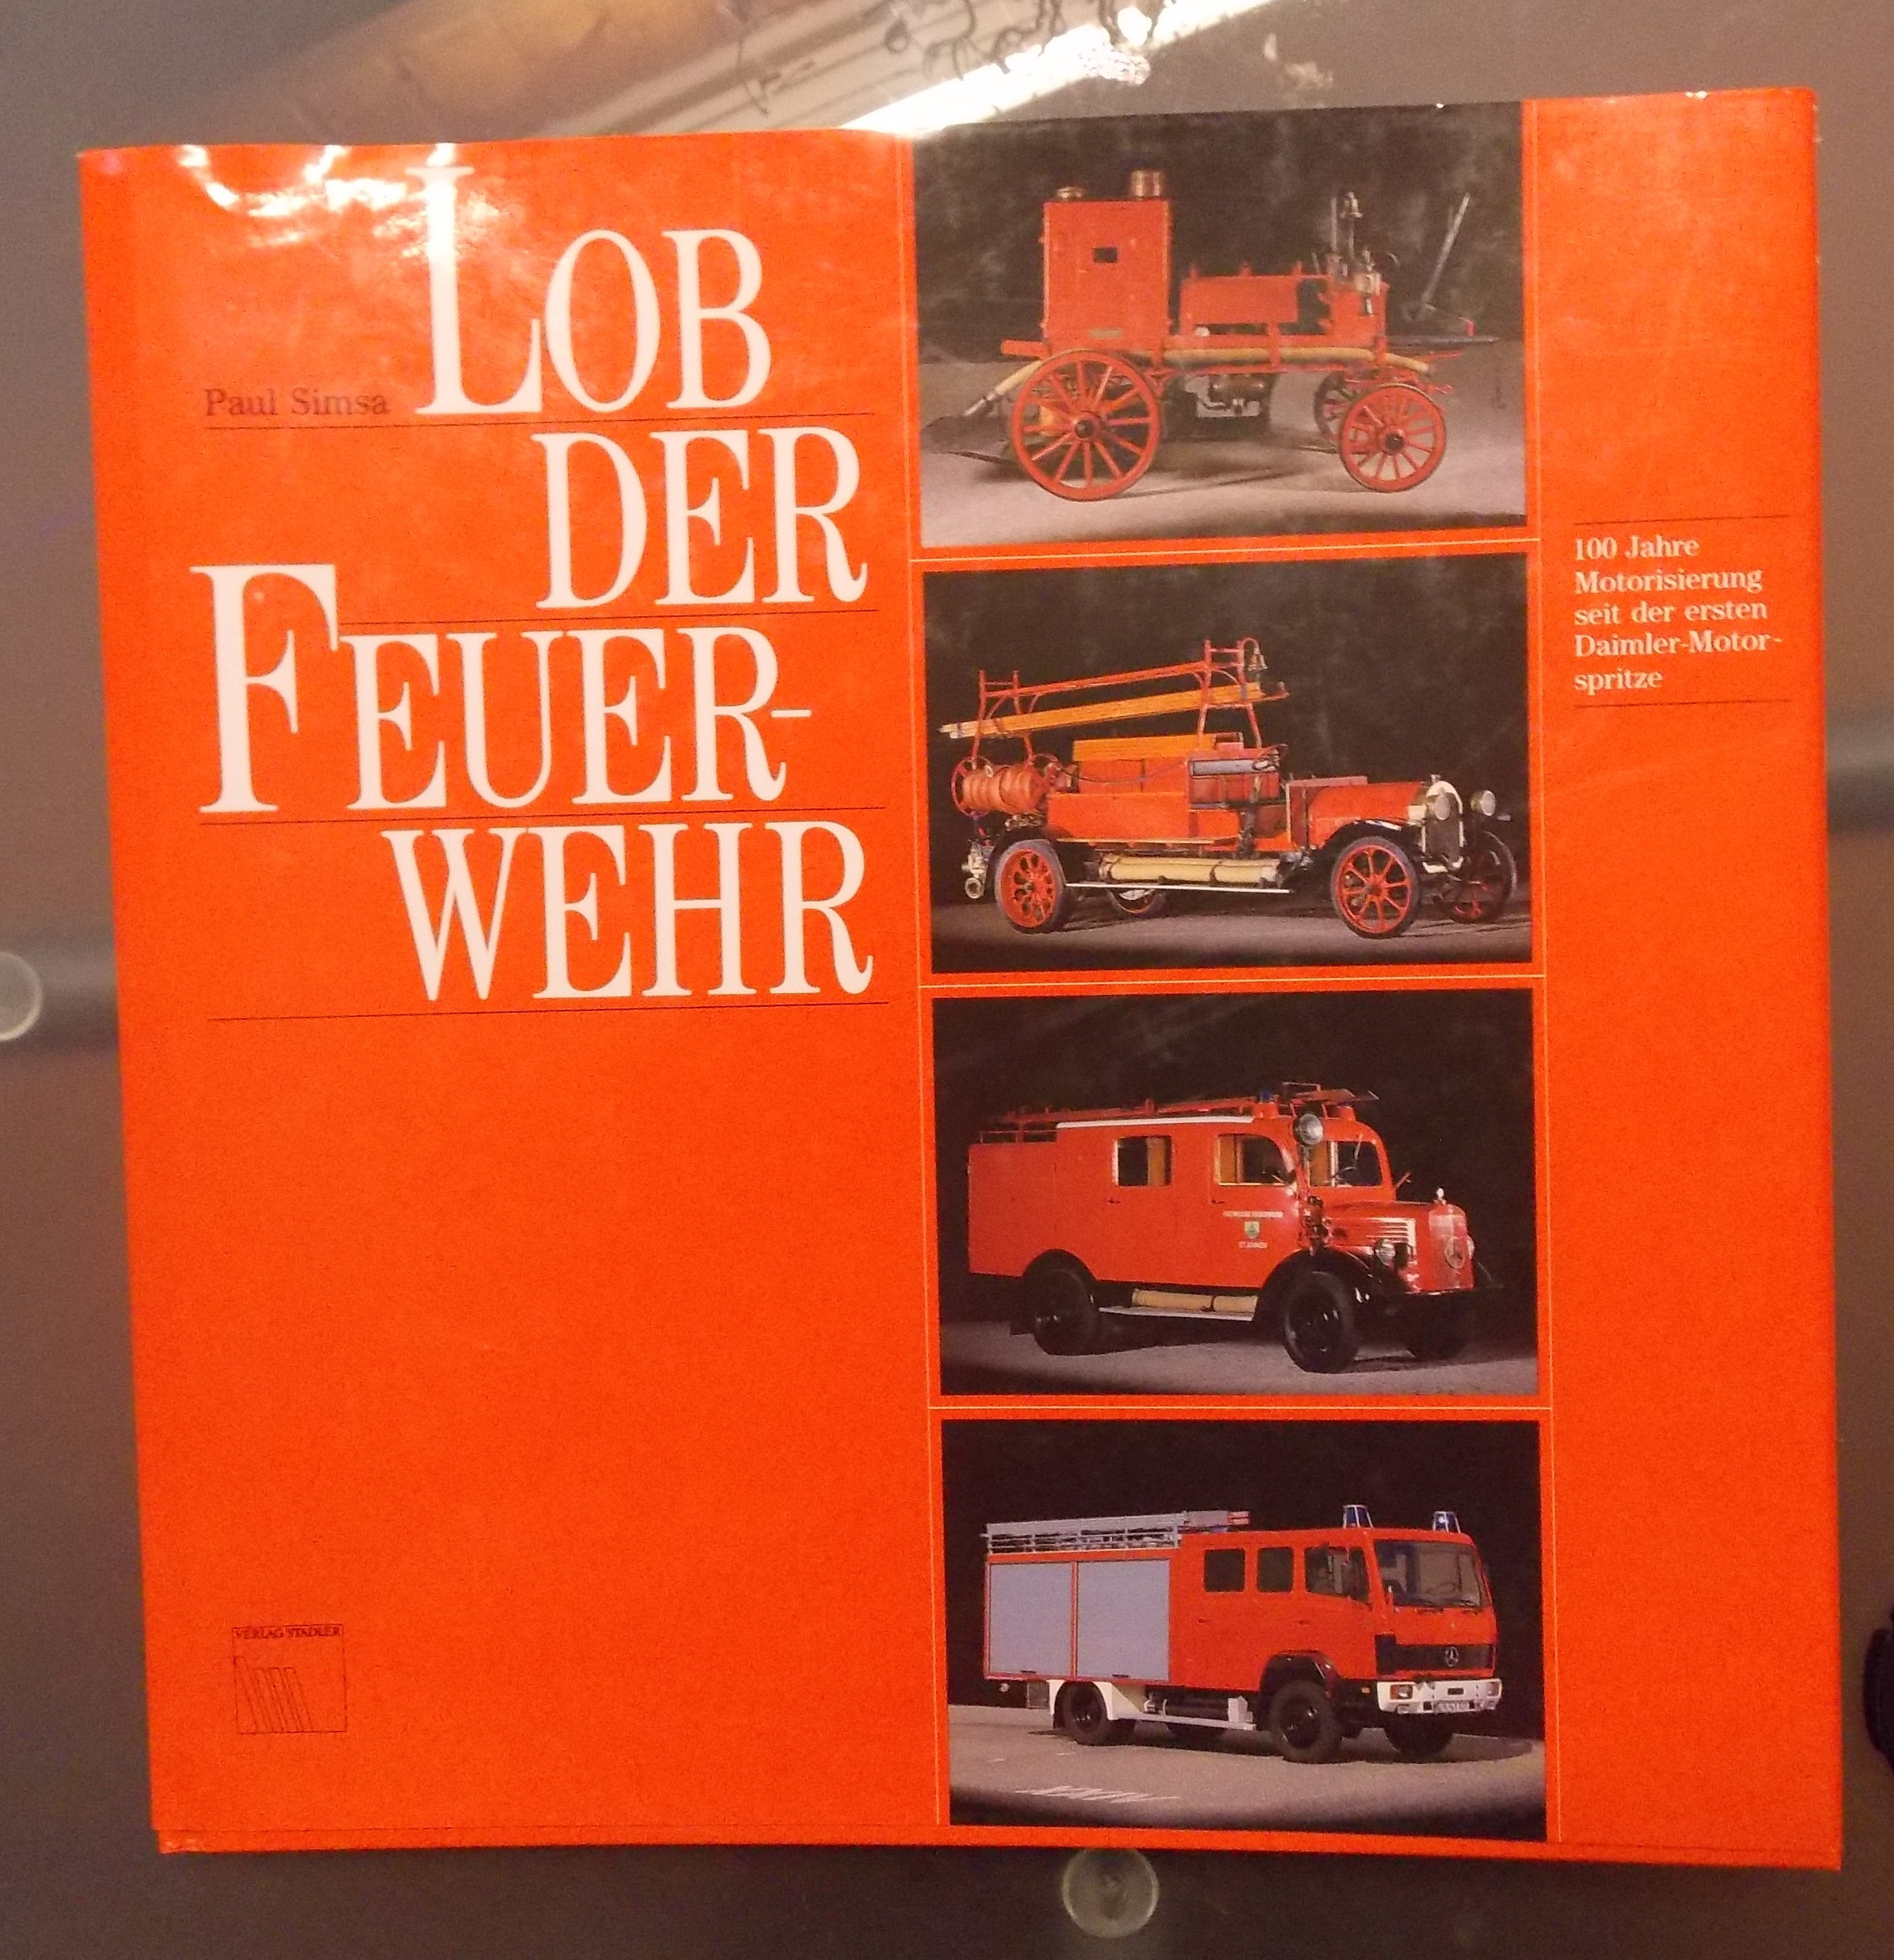 Paul Simsa
LOB
DER
FEUER-
WEHR
100 Jahre
Motorisierung
seit der ersten
Daimler-Motor-
spritze
VERLAG STADLER